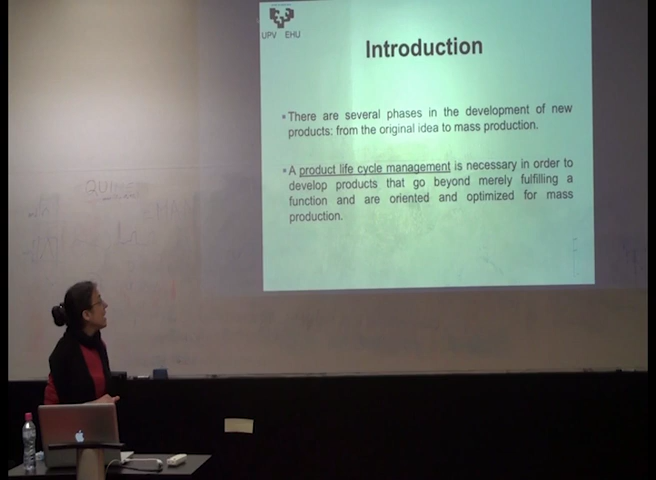 UPV EHU
Introduction
There are several phases in the development of new
products: from the original idea to mass production.
A product life cycle management is necessary in order to
develop products that go beyond merely fulfilling a
function and are oriented and optimized for mass
production.